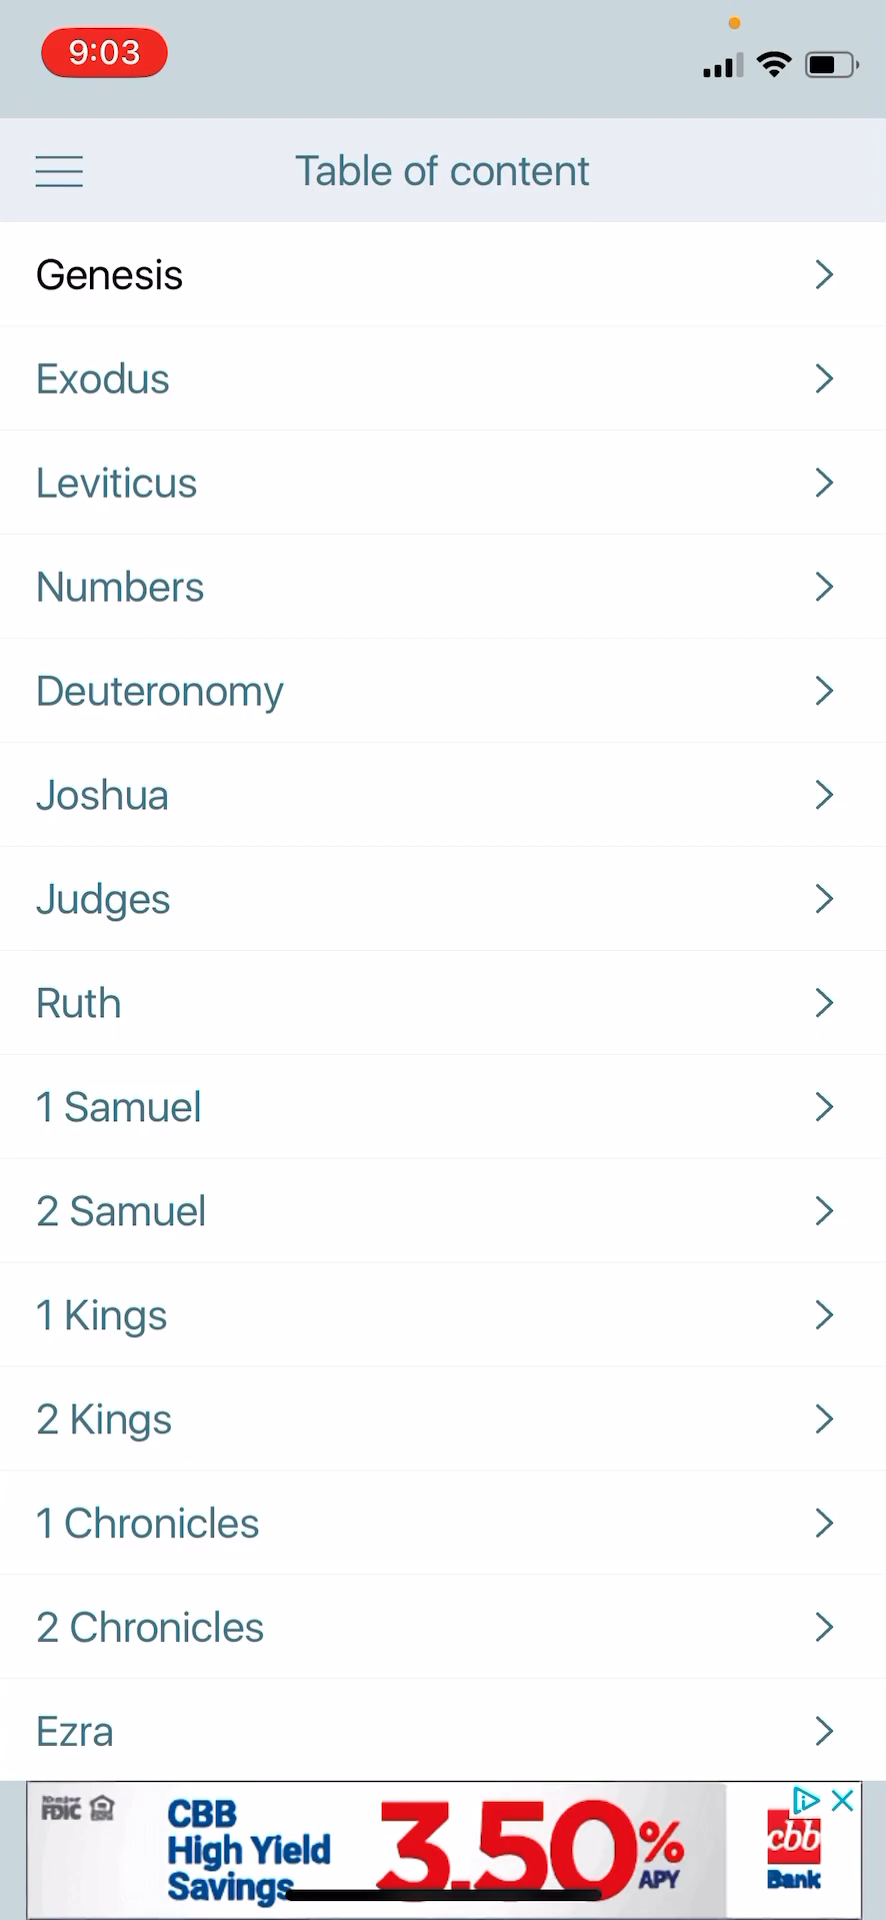 9:03
Table of content
Genesis
Exodus
Leviticus
Numbers
Deuteronomy
Joshua
Judges
Ruth
1 Samuel
2 Samuel
1 Kings
2 Kings
1 Chronicles
2 Chronicles
Ezra
FDIC
CBB
High Yield
Savings
3.50%
APY
cbb
Bank